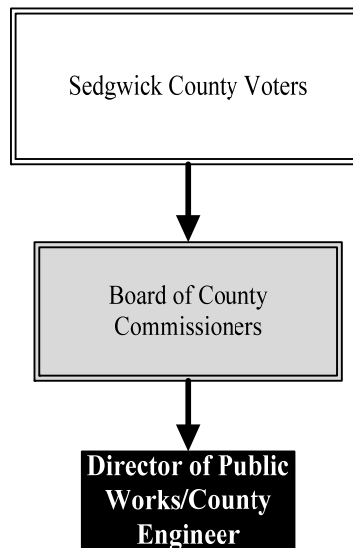 Sedgwick County Voters
Board of County
Commissioners
Director of Public
Works/County
Engineer